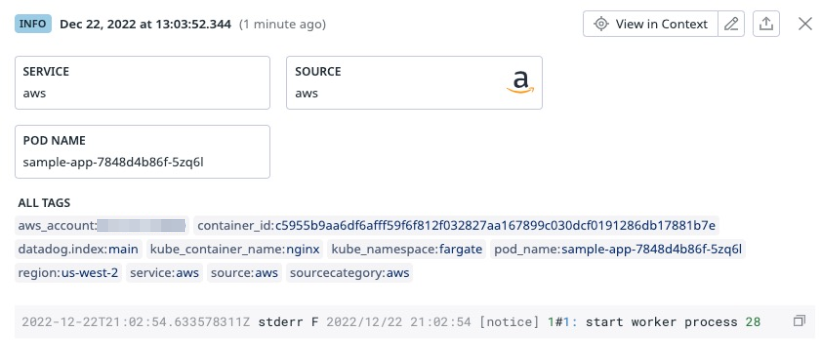 INFO Dec 22, 2022 at 13:03:52.344 (1 minute ago) View in Context
SERVICE
aws
SOURCE
aws
POD NAME
sample-app-7848d4b86f-5zq6l
ALL TAGS
aws_account: container_id:c5955b9aa6df6afff59f6f812f032827aa167899c030dcf0191286db17881b7e
datadog.index:main kube_container_name:nginx kube_namespace:fargate pod_name:sample-app-7848d4b86f-5zq6l
region:us-west-2 service:aws source:aws sourcecategory:aws
2022-12-22T21:02:54.633578311Z stderr F 2022/12/22 21:02:54 [notice] 1#1: start worker process 28